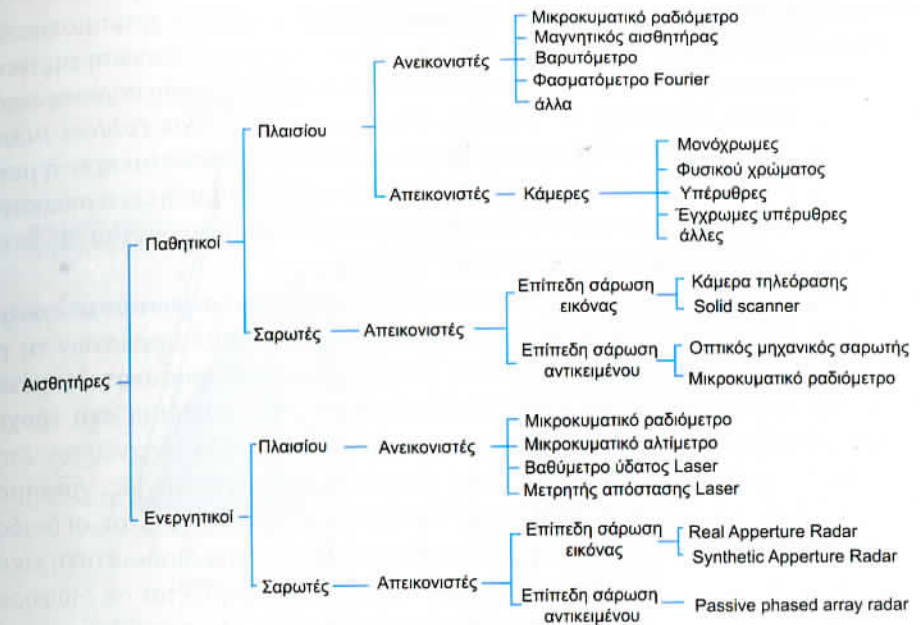 Μικροκυματικό ραδιόμετρο
Μαγνητικός αισθητήρας
Ανεικονιστές
Βαρυτόμετρο
Φασματόμετρο Fourier
άλλα
Πλαισίου
Μονόχρωμες
Φυσικού χρώματος
Απεικονιστές
Κάμερες
Υπέρυθρες
Έγχρωμες υπέρυθρες
άλλες
Παθητικοί
Επίπεδη σάρωση
εικόνας
Κάμερα τηλεόρασης
Solid scanner
Σαρωτές
Απεικονιστές
Επίπεδη σάρωση
αντικειμένου
Οπτικός μηχανικός σαρωτής
Μικροκυματικό ραδιόμετρο
Αισθητήρες
Μικροκυματικό ραδιόμετρο
Πλαισίου
Ανεικονιστές
Μικροκυματικό αλτίμετρο
Βαθύμετρο ύδατος Laser
Μετρητής απόστασης Laser
Ενεργητικοί
Επίπεδη σάρωση
εικόνας
Real Apperture Radar
Synthetic Apperture Radar
Σαρωτές
Απεικονιστές
Επίπεδη σάρωση
αντικειμένου
Passive phased array radar